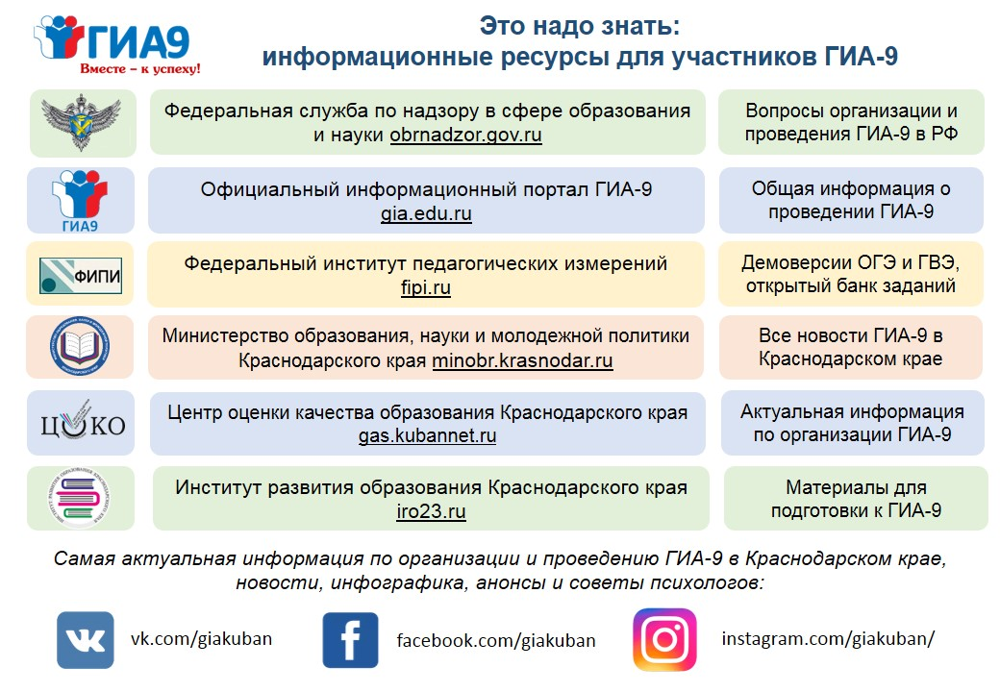 ГИА9
Вместе – к успеху!
Это надо знать:
информационные ресурсы для участников ГИА-9
Федеральная служба по надзору в сфере образования
и науки obrnadzor.gov.ru
Вопросы организации и
проведения ГИА-9 в РФ
ГИА9
Официальный информационный портал ГИА-9
gia.edu.ru
Общая информация о
проведении ГИА-9
ФИПИ
Федеральный институт педагогических измерений
fipi.ru
Демоверсии ОГЭ и ГВЭ,
открытый банк заданий
Министерство образования, науки и молодежной политики
Краснодарского края minobr.krasnodar.ru
Все новости ГИА-9 в
Краснодарском крае
ЦОКО
Центр оценки качества образования Краснодарского края
gas.kubannet.ru
Актуальная информация
по организации ГИА-9
ИНСТИТУТ РАЗВИТИЯ ОБРАЗОВАНИЯ КРАСНОДАРСКОГО КРАЯ
Институт развития образования Краснодарского края
iro23.ru
Материалы для
подготовки к ГИА-9
Самая актуальная информация по организации и проведению ГИА-9 в Краснодарском крае,
новости, инфографика, анонсы и советы психологов:
vk.com/giakuban
facebook.com/giakuban
instagram.com/giakuban/